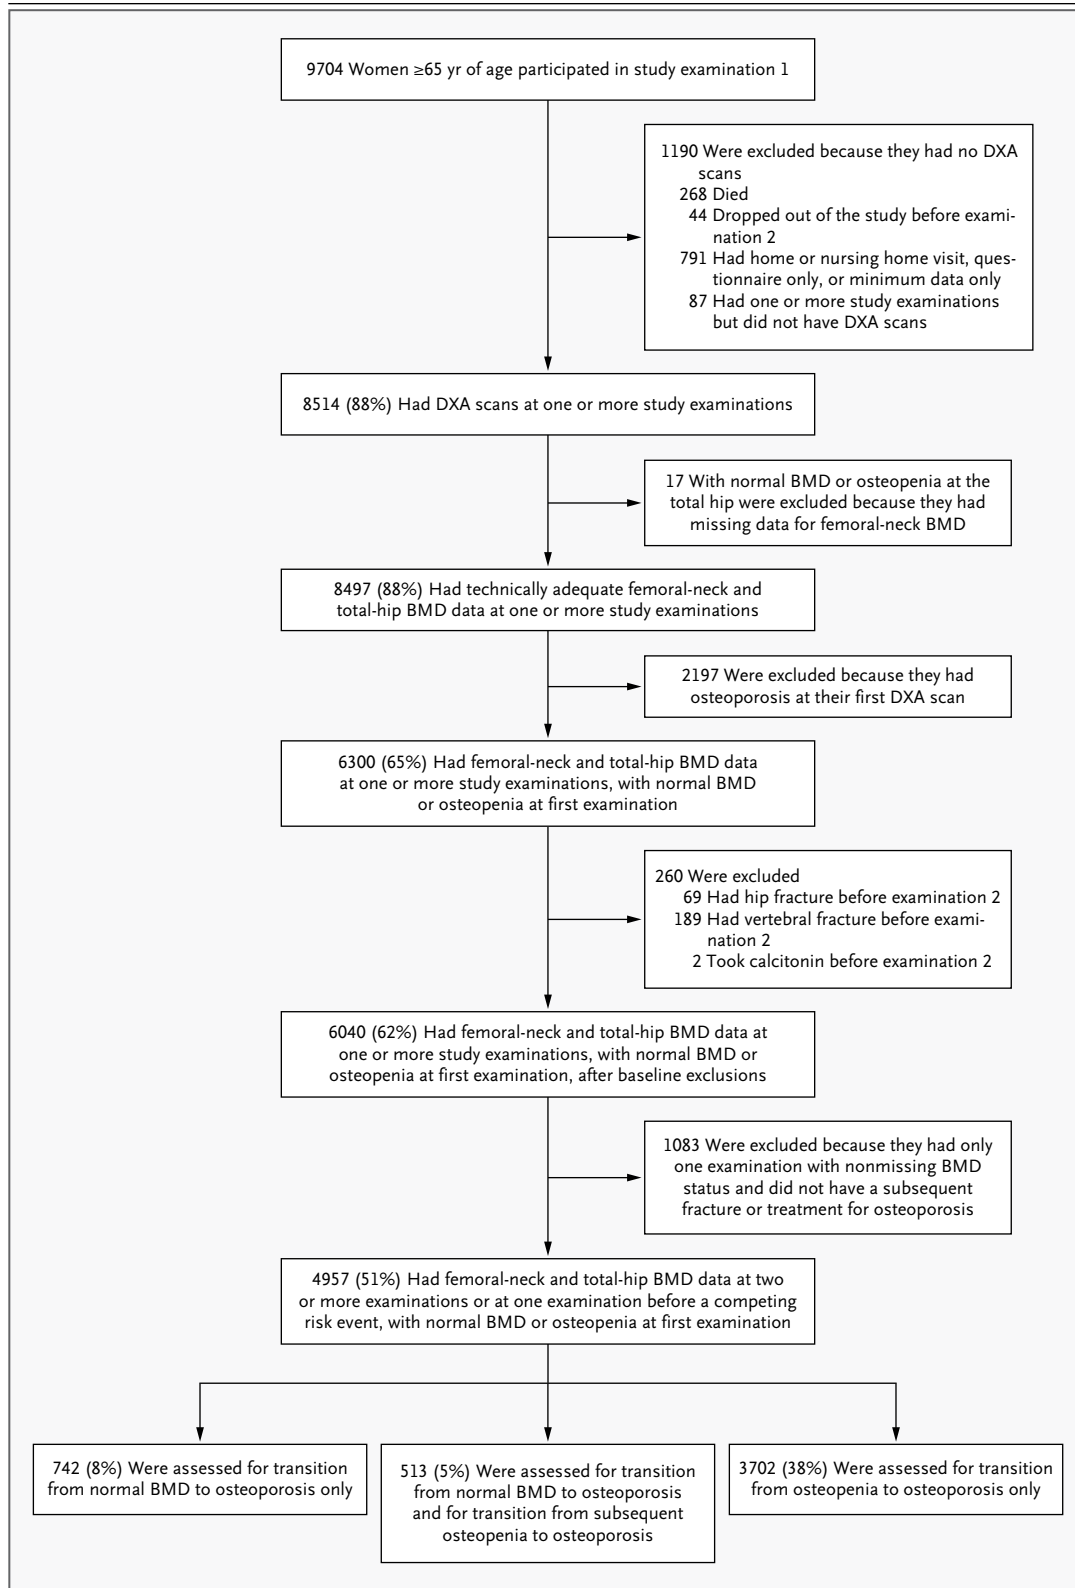 9704 Women ≥65 yr of age participated in study examination 1
1190 Were excluded because they had no DXA
scans
268 Died
44 Dropped out of the study before exami-
nation 2
791 Had home or nursing home visit, ques-
tionnaire only, or minimum data only
87 Had one or more study examinations
but did not have DXA scans
8514 (88%) Had DXA scans at one or more study examinations
17 With normal BMD or osteopenia at the
total hip were excluded because they had
missing data for femoral-neck BMD
8497 (88%) Had technically adequate femoral-neck and
total-hip BMD data at one or more study examinations
2197 Were excluded because they had
osteoporosis at their first DXA scan
6300 (65%) Had femoral-neck and total-hip BMD data
at one or more study examinations, with normal BMD
or osteopenia at first examination
260 Were excluded
69 Had hip fracture before examination 2
189 Had vertebral fracture before exami-
nation 2
2 Took calcitonin before examination 2
6040 (62%) Had femoral-neck and total-hip BMD data at
one or more study examinations, with normal BMD or
osteopenia at first examination, after baseline exclusions
1083 Were excluded because they had only
one examination with nonmissing BMD
status and did not have a subsequent
fracture or treatment for osteoporosis
4957 (51%) Had femoral-neck and total-hip BMD data at two
or more examinations or at one examination before a competing
risk event, with normal BMD or osteopenia at first examination
742 (8%) Were assessed for transition
from normal BMD to osteoporosis only
513 (5%) Were assessed for transition
from normal BMD to osteoporosis
and for transition from subsequent
osteopenia to osteoporosis
3702 (38%) Were assessed for transition
from osteopenia to osteoporosis only